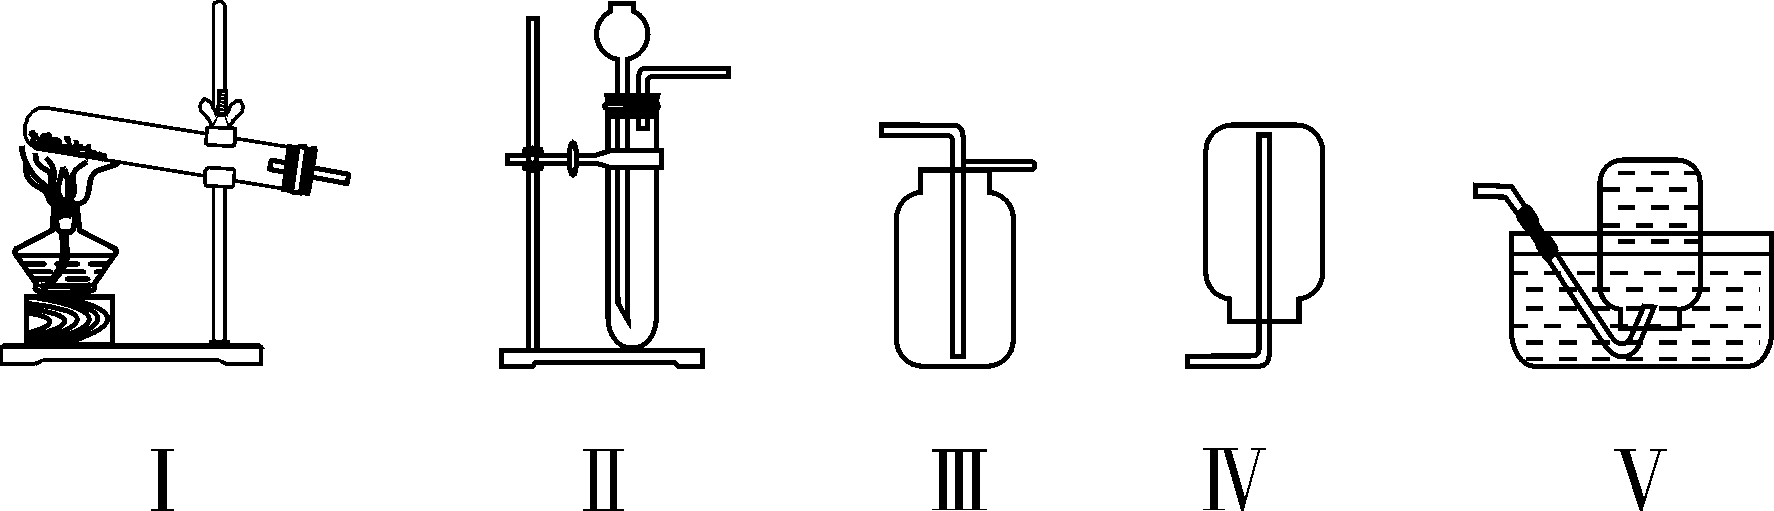 Ⅰ Ⅱ Ⅲ Ⅳ Ⅴ